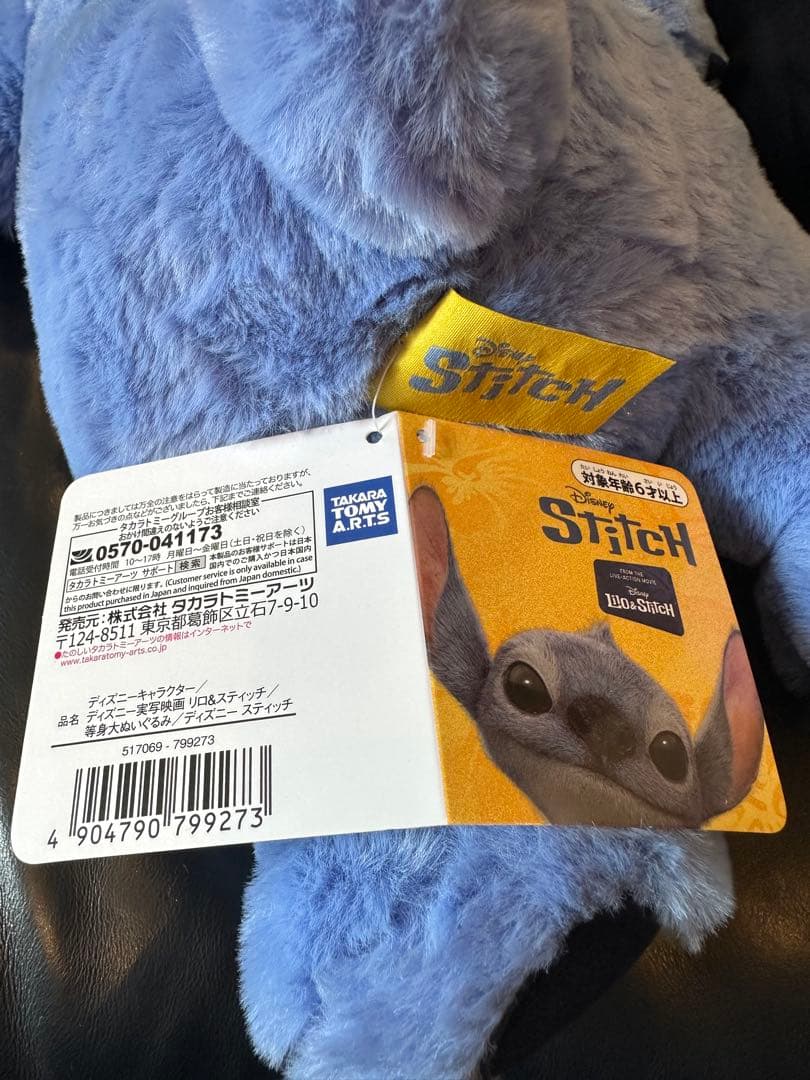 Disney
Stitch
製品につきましては万全の注意をはらって製造に当たっておりますが、
万一お気づきの点などがございましたら、下記までご連絡ください。
タカラトミーグループお客様相談室
おかけ間違えのないようご注意ください
0570-041173
電話受付時間 10〜17時 月曜日〜金曜日(土・日・祝日を除く)
タカラトミーアーツ サポート 検索 本製品のお客様サポートは日本
国内でのご購入かつ日本国内
からのお問い合わせに限ります。(Customer service is only available in case
this product purchased in Japan and inquired from Japan domestic.)
発売元:株式会社 タカラトミーアーツ
〒124-8511 東京都葛飾区立石7-9-10
●たのしいタカラトミーアーツの情報はインターネットで
www.takaratomy-arts.co.jp
TAKARA
TOMY
A.R.T.S
ディズニーキャラクター/
品名 ディズニー実写映画 リロ&スティッチ/
等身大ぬいぐるみ/ディズニー スティッチ
517069 - 799273
4 904790 799273
たいしょうねんれい さいいじょう
対象年齢6才以上
Disney
Stitch
FROM THE
LIVE-ACTION MOVIE
Disney
LILO & STITCH